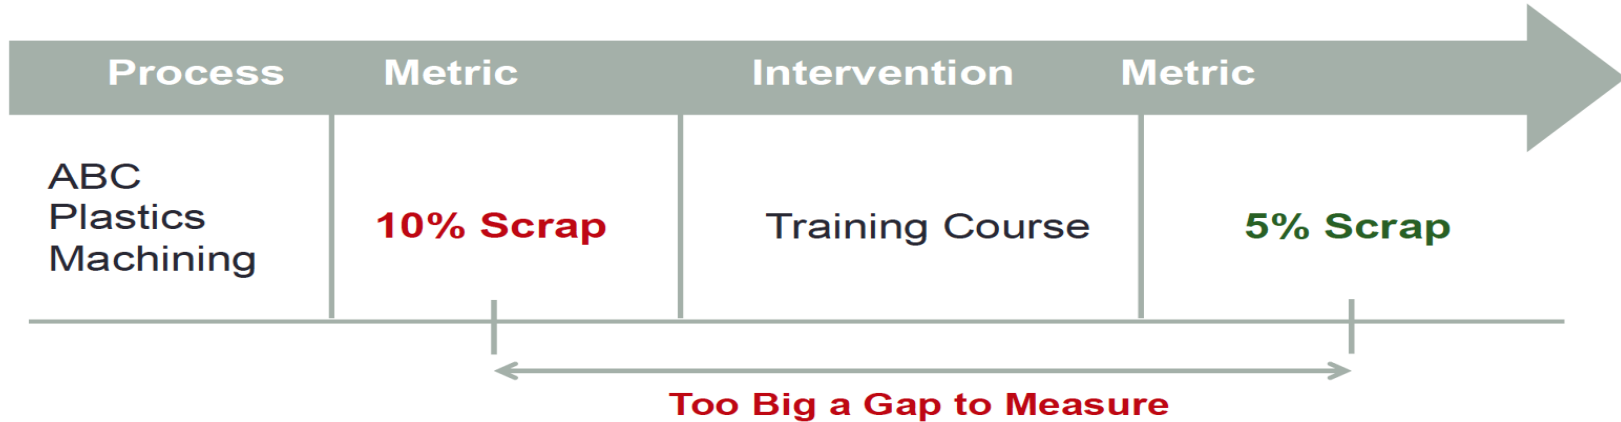 Process Metric Intervention Metric
ABC
Plastics
Machining
10% Scrap
Training Course
5% Scrap
Too Big a Gap to Measure